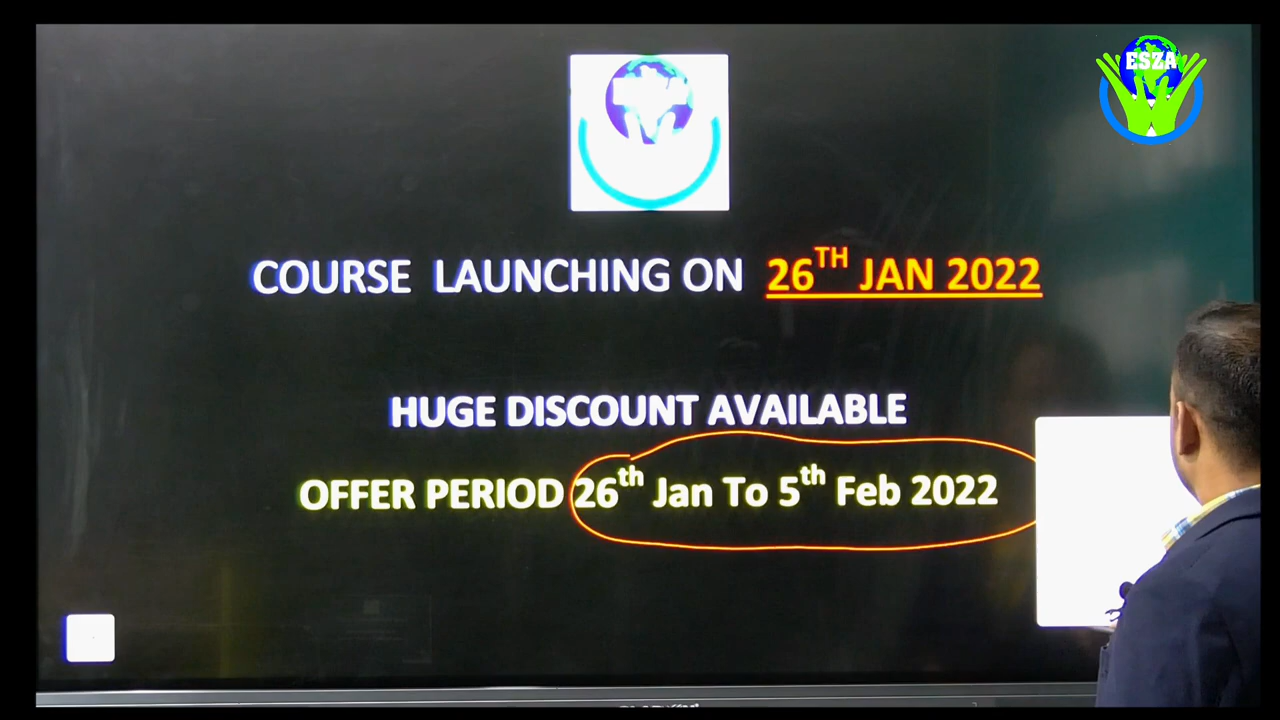 ESZA
COURSE LAUNCHING ON 26TH JAN 2022
HUGE DISCOUNT AVAILABLE
OFFER PERIOD 26th Jan To 5th Feb 2022